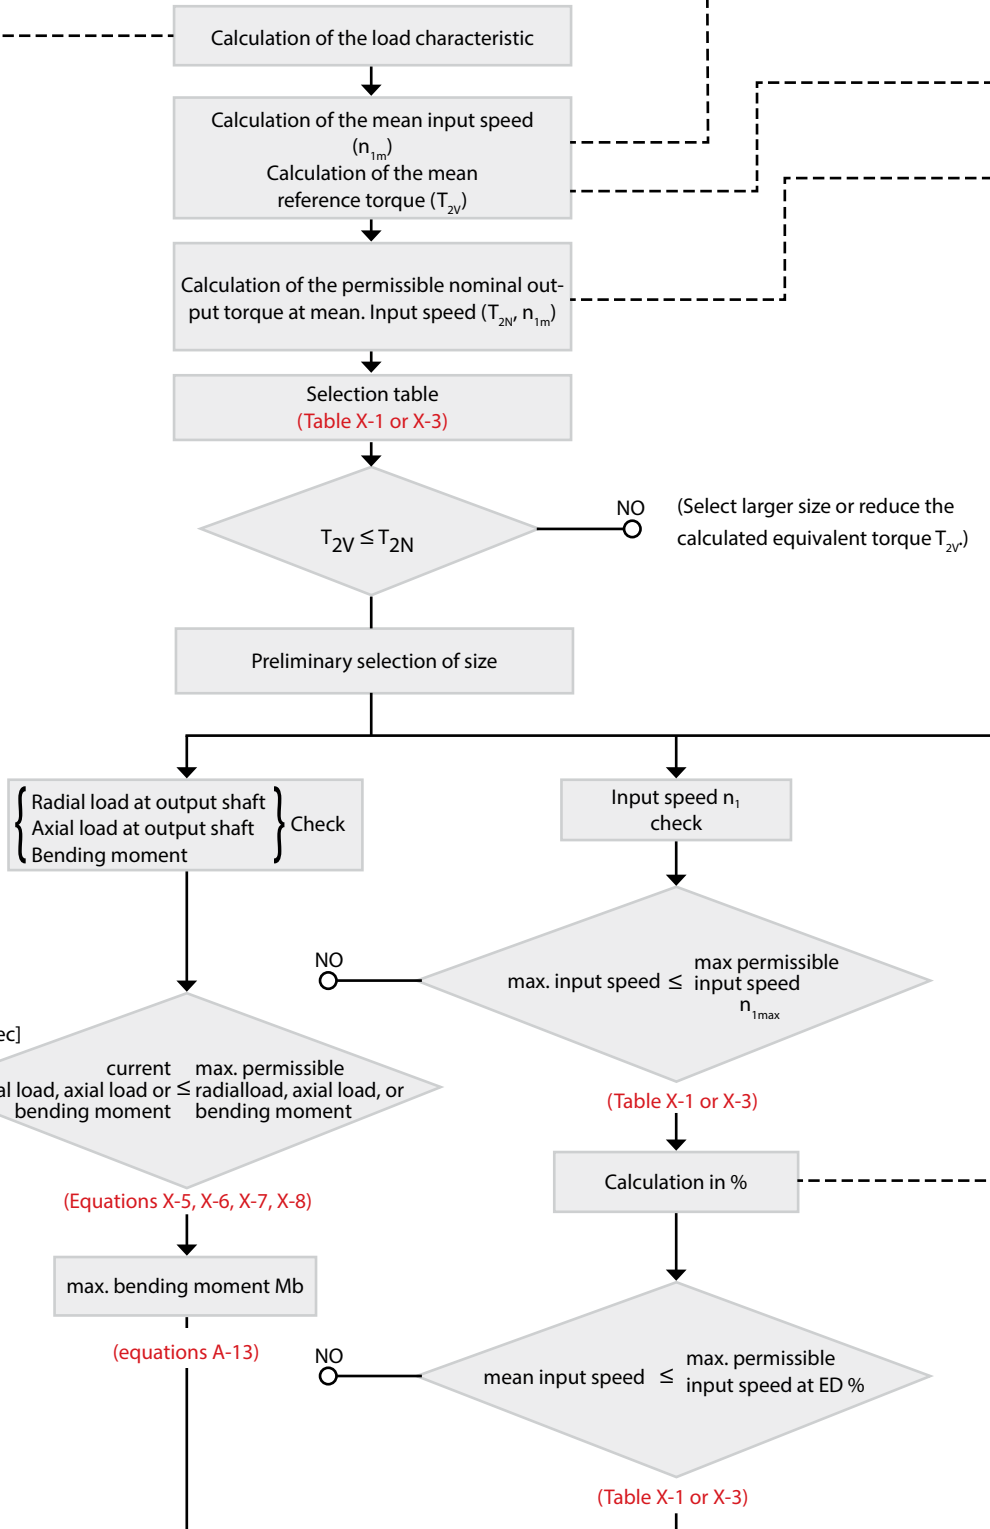 Calculation of the load characteristic
Calculation of the mean input speed
(n1m)
Calculation of the mean
reference torque (T2V)
Calculation of the permissible nominal out-
put torque at mean. Input speed (T2N, n1m)
Selection table
(Table X-1 or X-3)
T2V ≤ T2N
NO
(Select larger size or reduce the
calculated equivalent torque T2V.)
Preliminary selection of size
Radial load at output shaft
Axial load at output shaft
Bending moment
Check
Input speed n1
check
NO
max. input speed ≤ max permissible
input speed
n1max
ec]
current
al load, axial load or
bending moment
≤
max. permissible
radialload, axial load, or
bending moment
(Table X-1 or X-3)
Calculation in %
(Equations X-5, X-6, X-7, X-8)
max. bending moment Mb
(equations A-13)
NO
mean input speed ≤ max. permissible
input speed at ED %
(Table X-1 or X-3)